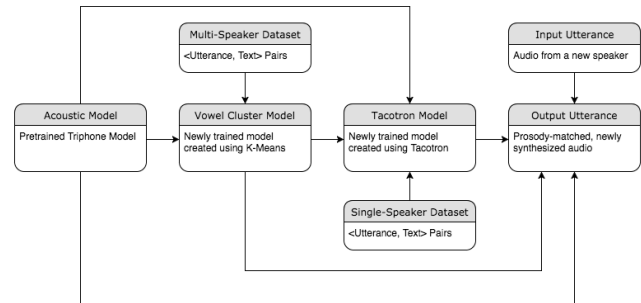 Multi-Speaker Dataset
<Utterance, Text> Pairs
Input Utterance
Audio from a new speaker
Acoustic Model
Pretrained Triphone Model
Vowel Cluster Model
Newly trained model
created using K-Means
Tacotron Model
Newly trained model
created using Tacotron
Output Utterance
Prosody-matched, newly
synthesized audio
Single-Speaker Dataset
<Utterance, Text> Pairs